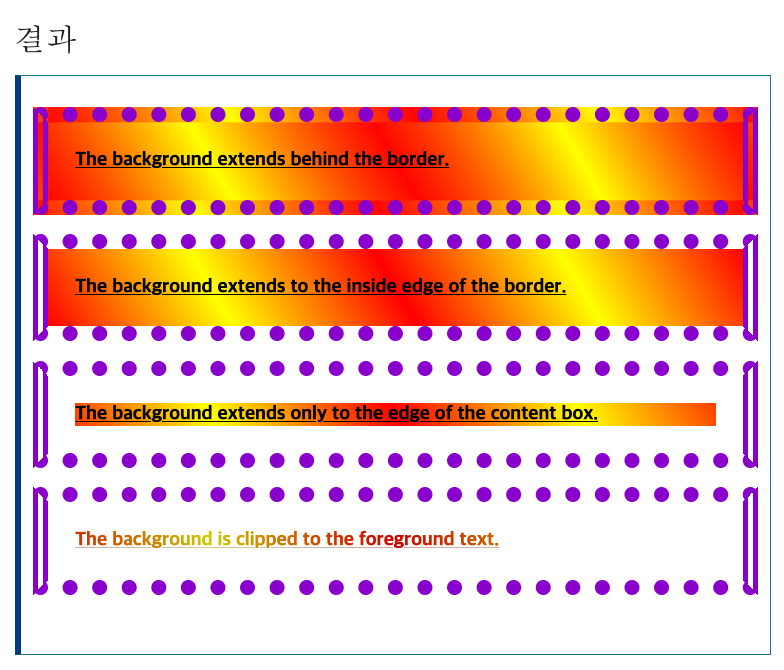 결과
The background extends behind the border.
The background extends to the inside edge of the border.
The background extends only to the edge of the content box.
The background is clipped to the foreground text.